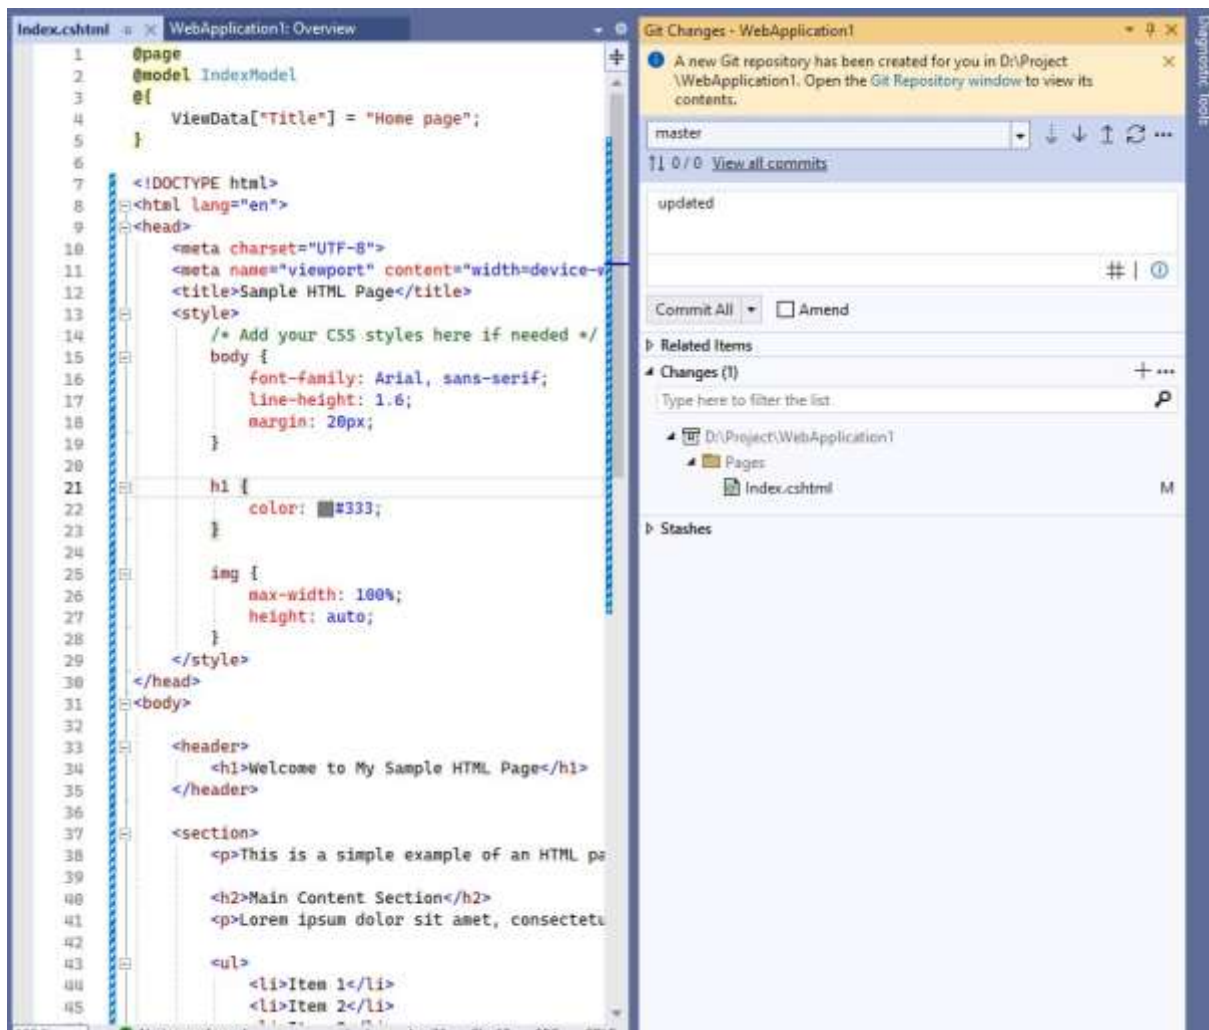 Index.cshtml
WebApplication1: Overview
1 @page
2 @model IndexModel
3 @{
4 ViewData["Title"] = "Home page";
5 }
6
7 <!DOCTYPE html>
8 <html lang="en">
9 <head>
10 <meta charset="UTF-8">
11 <meta name="viewport" content="width=device-w
12 <title>Sample HTML Page</title>
13 <style>
14 /* Add your CSS styles here if needed */
15 body {
16 font-family: Arial, sans-serif;
17 line-height: 1.6;
18 margin: 20px;
19 }
20
21 h1 {
22 color: #333;
23 }
24
25 img {
26 max-width: 100%;
27 height: auto;
28 }
29 </style>
30 </head>
31 <body>
32
33 <header>
34 <h1>Welcome to My Sample HTML Page</h1>
35 </header>
36
37 <section>
38 <p>This is a simple example of an HTML pa
39
40 <h2>Main Content Section</h2>
41 <p>Lorem ipsum dolor sit amet, consectetu
42
43 <ul>
44 <li>Item 1</li>
45 <li>Item 2</li>
Git Changes - WebApplication1
A new Git repository has been created for you in D:\Project
\WebApplication1. Open the Git Repository window to view its
contents.
master
0 / 0 View all commits
updated
Commit All
Amend
Related Items
Changes (1)
Type here to filter the list
D:\Project\WebApplication1
Pages
Index.cshtml M
Stashes
Diagnostic Tools